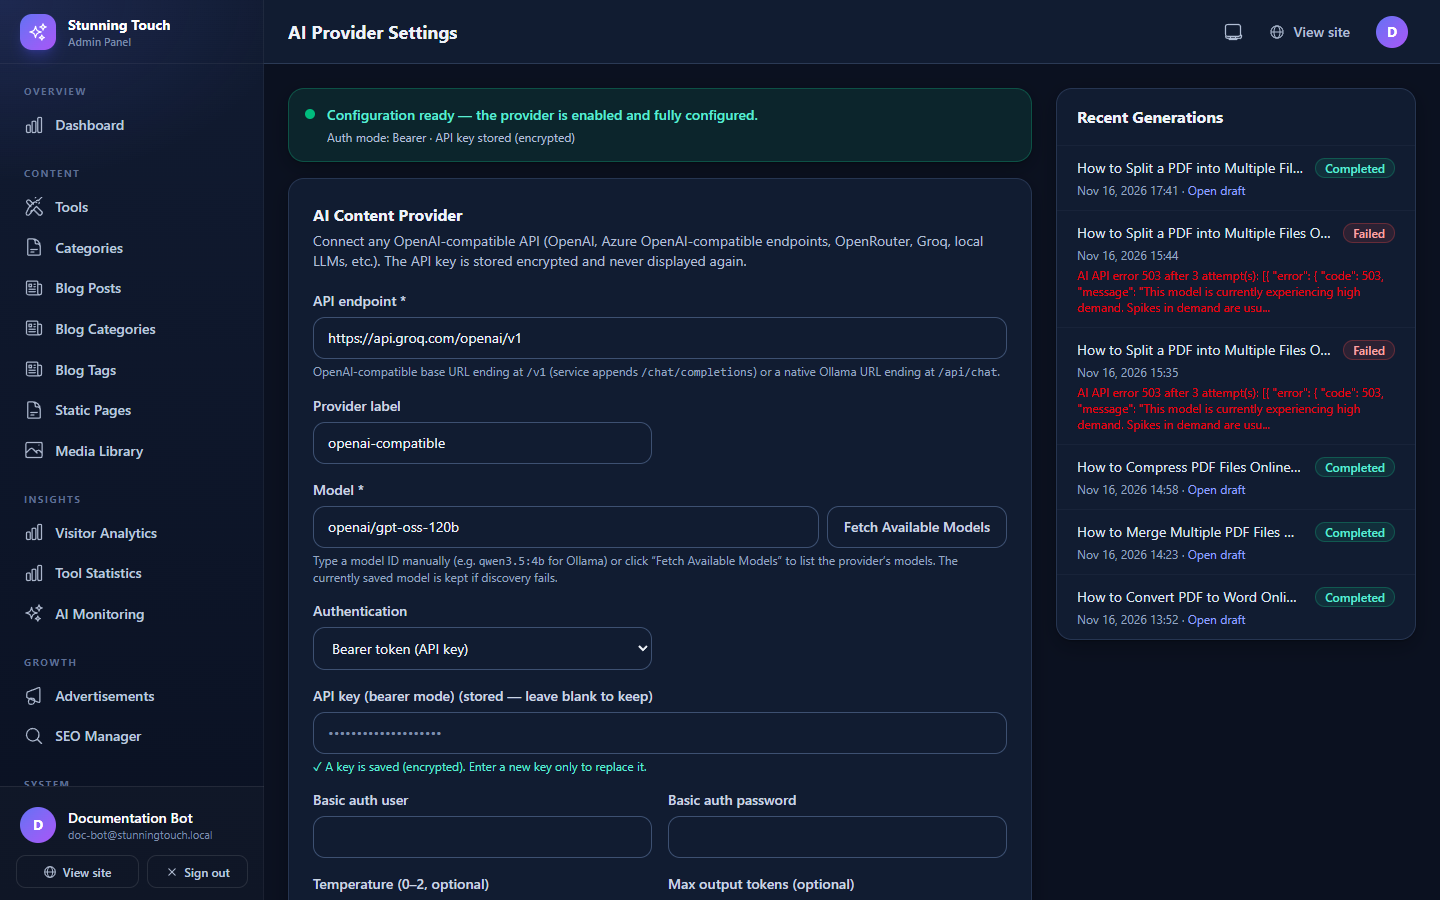 Stunning Touch
Admin Panel
OVERVIEW
Dashboard
CONTENT
Tools
Categories
Blog Posts
Blog Categories
Blog Tags
Static Pages
Media Library
INSIGHTS
Visitor Analytics
Tool Statistics
AI Monitoring
GROWTH
Advertisements
SEO Manager
SYSTEM
D
Documentation Bot
doc-bot@stunningtouch.local
View site
Sign out
AI Provider Settings
View site
D
Configuration ready — the provider is enabled and fully configured.
Auth mode: Bearer · API key stored (encrypted)
AI Content Provider
Connect any OpenAI-compatible API (OpenAI, Azure OpenAI-compatible endpoints, OpenRouter, Groq, local
LLMs, etc.). The API key is stored encrypted and never displayed again.
API endpoint *
https://api.groq.com/openai/v1
OpenAI-compatible base URL ending at /v1 (service appends /chat/completions) or a native Ollama URL ending at /api/chat.
Provider label
openai-compatible
Model *
openai/gpt-oss-120b
Fetch Available Models
Type a model ID manually (e.g. qwen3.5:4b for Ollama) or click “Fetch Available Models” to list the provider's models. The
currently saved model is kept if discovery fails.
Authentication
Bearer token (API key)
API key (bearer mode) (stored — leave blank to keep)
••••••••••••••••••••
✓ A key is saved (encrypted). Enter a new key only to replace it.
Basic auth user
Basic auth password
Temperature (0–2, optional)
Max output tokens (optional)
Recent Generations
How to Split a PDF into Multiple Fil...
Completed
Nov 16, 2026 17:41 · Open draft
How to Split a PDF into Multiple Files O...
Failed
Nov 16, 2026 15:44
AI API error 503 after 3 attempt(s): [{ "error": { "code": 503,
"message": "This model is currently experiencing high
demand. Spikes in demand are usu...
How to Split a PDF into Multiple Files O...
Failed
Nov 16, 2026 15:35
AI API error 503 after 3 attempt(s): [{ "error": { "code": 503,
"message": "This model is currently experiencing high
demand. Spikes in demand are usu...
How to Compress PDF Files Online...
Completed
Nov 16, 2026 14:58 · Open draft
How to Merge Multiple PDF Files ...
Completed
Nov 16, 2026 14:23 · Open draft
How to Convert PDF to Word Onli...
Completed
Nov 16, 2026 13:52 · Open draft